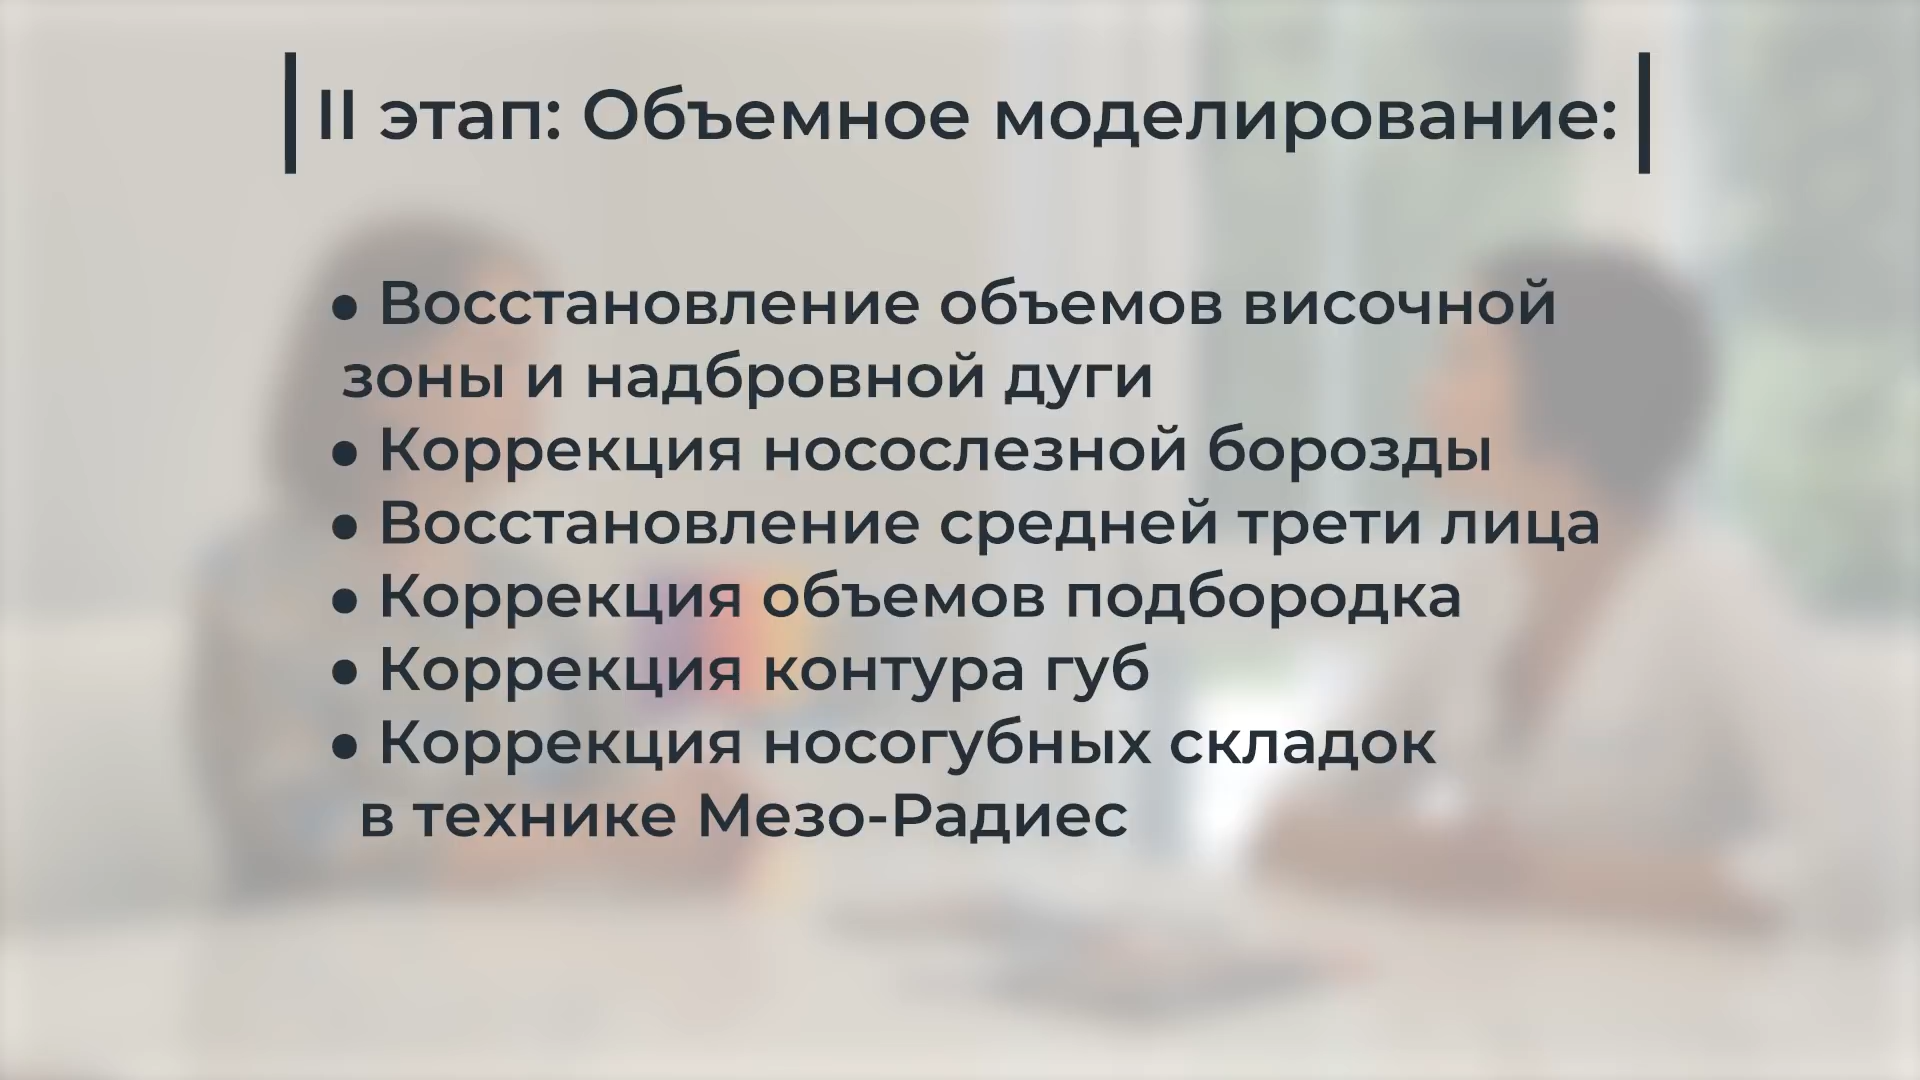 II этап: Объемное моделирование:
• Восстановление объемов височной
зоны и надбровной дуги
• Коррекция носослезной борозды
• Восстановление средней трети лица
• Коррекция объемов подбородка
• Коррекция контура губ
• Коррекция носогубных складок
в технике Мезо-Радиес